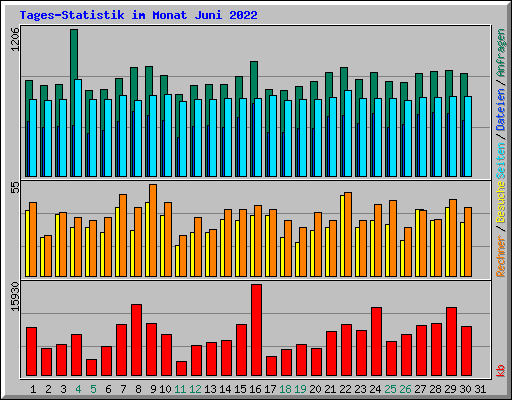 Tages-Statistik im Monat Juni 2022
1206
55
15930
Rechner / Besuche Seiten / Dateien / Anfragen
kb
1 2 3 4 5 6 7 8 9 10 11 12 13 14 15 16 17 18 19 20 21 22 23 24 25 26 27 28 29 30 31